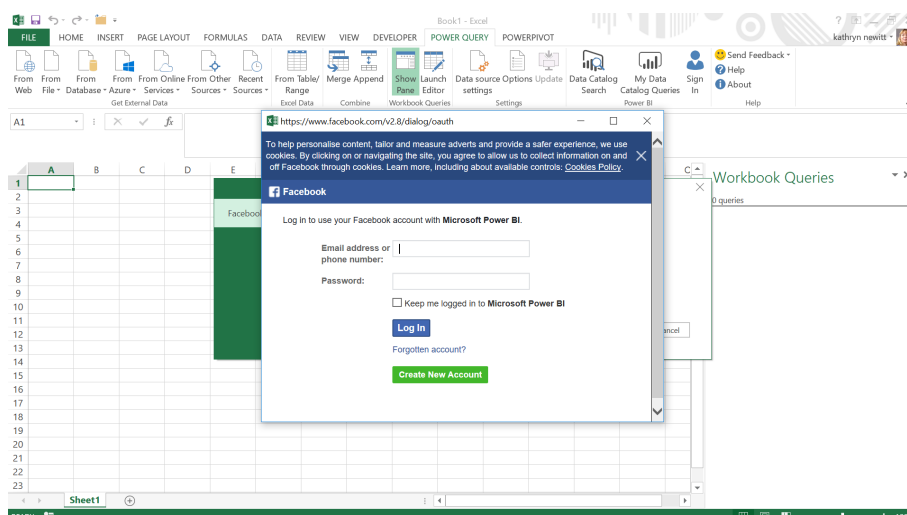 Book1 - Excel
FILE HOME INSERT PAGE LAYOUT FORMULAS DATA REVIEW VIEW DEVELOPER POWER QUERY POWERPIVOT
kathryn newitt
From Web
From File
From Database
From Azure
From Online Services
From Other Sources
Recent Sources
From Table/ Range
Merge Append
Show Pane
Launch Editor
Data source settings
Options Update
Data Catalog Search
My Data Catalog Queries
Sign In
Send Feedback
Help
About
Get External Data
Excel Data
Combine
Workbook Queries
Settings
Power BI
Help
A1
fx
https://www.facebook.com/v2.8/dialog/oauth
To help personalise content, tailor and measure adverts and provide a safer experience, we use
cookies. By clicking on or navigating the site, you agree to allow us to collect information on and
off Facebook through cookies. Learn more, including about available controls: Cookies Policy.
Facebook
Log in to use your Facebook account with Microsoft Power BI.
Email address or
phone number:
Password:
Keep me logged in to Microsoft Power BI
Log In
Forgotten account?
Create New Account
Workbook Queries
0 queries
A B C D E
1
2
3
4
5
6
7
8
9
10
11
12
13
14
15
16
17
18
19
20
21
22
23
Sheet1